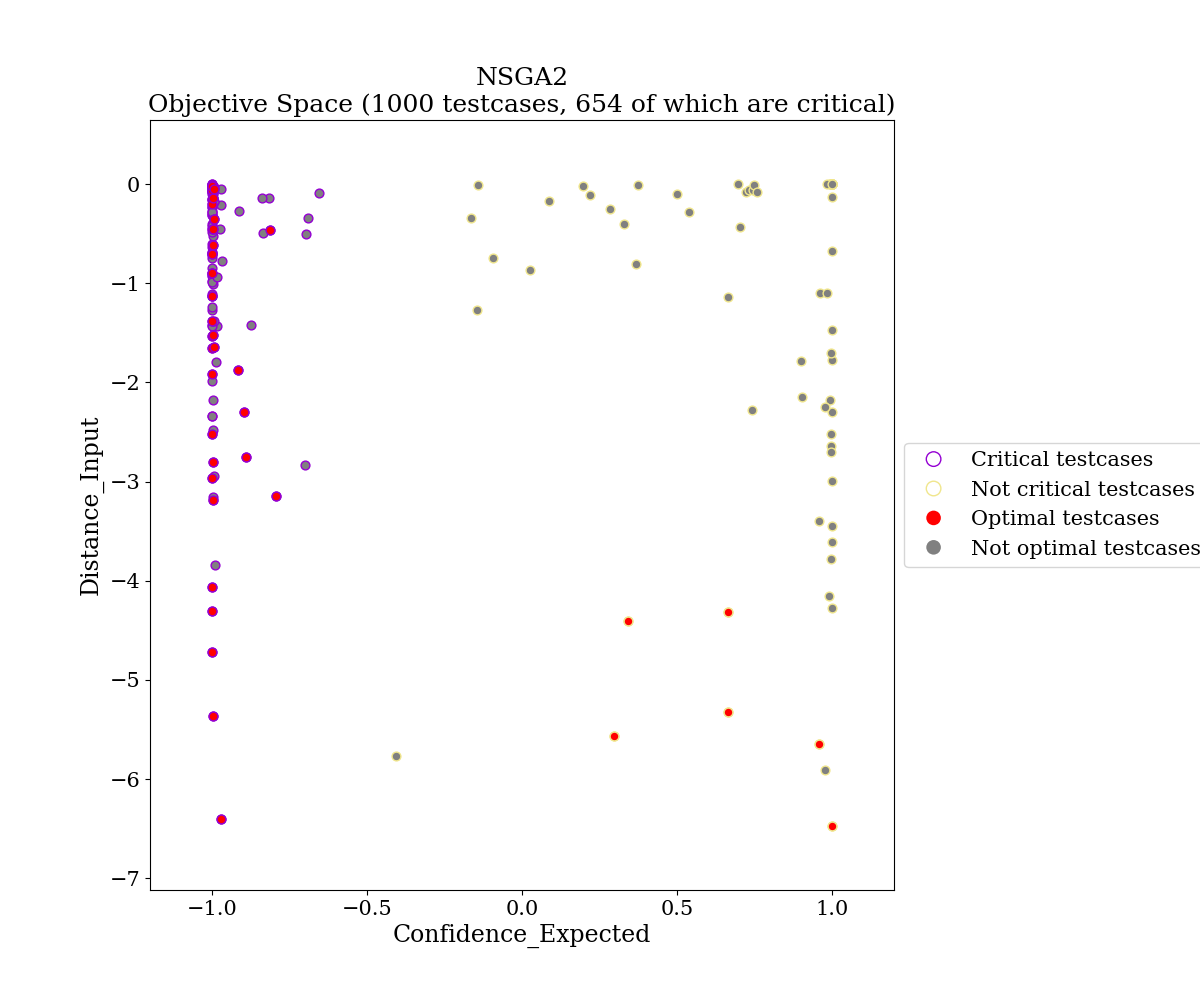 NSGA2
Objective Space (1000 testcases, 654 of which are critical)
0
−1
−2
−3
−4
−5
−6
−7
Distance_Input
−1.0
−0.5
0.0
0.5
1.0
Confidence_Expected
Critical testcases
Not critical testcases
Optimal testcases
Not optimal testcases